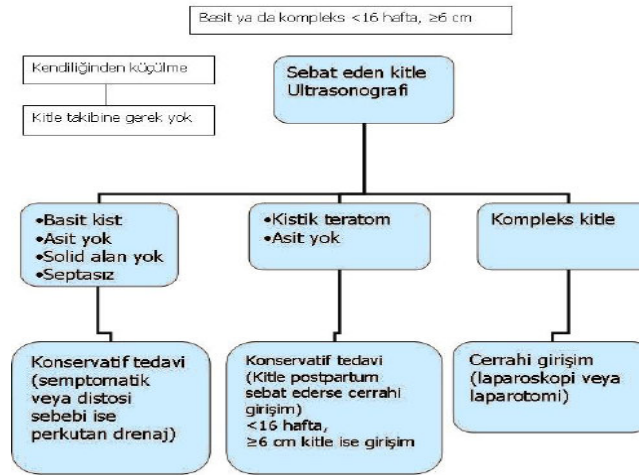 Basit ya da kompleks <16 hafta, ≥6 cm
Kendiliğinden küçülme
Kitle takibine gerek yok
Sebat eden kitle
Ultrasonografi
•Basit kist
•Asit yok
•Solid alan yok
•Septasız
•Kistik teratom
•Asit yok
Kompleks kitle
Konservatif tedavi
(semptomatik
veya distosi
sebebi ise
perkutan drenaj)
Konservatif tedavi
(Kitle postpartum
sebat ederse cerrahi
girişim)
<16 hafta,
≥6 cm kitle ise girişim
Cerrahi girişim
(laparoskopi veya
laparotomi)